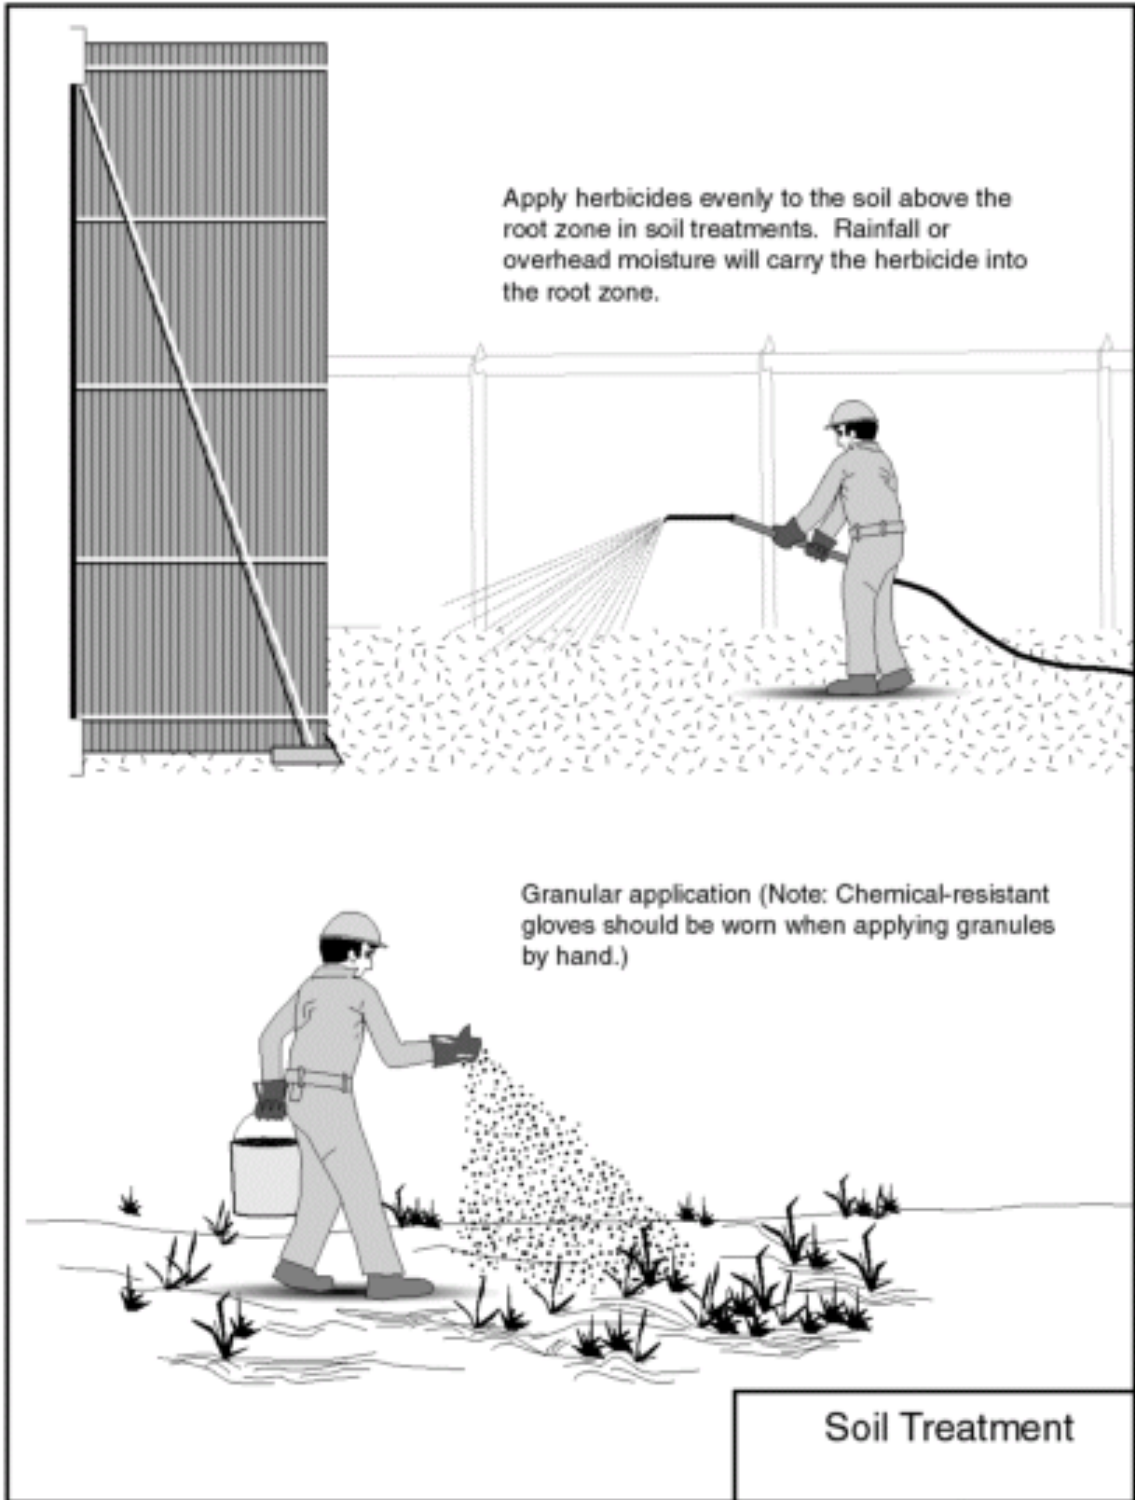 Apply herbicides evenly to the soil above the
root zone in soil treatments.  Rainfall or
overhead moisture will carry the herbicide into
the root zone.
Granular application (Note: Chemical-resistant
gloves should be worn when applying granules
by hand.)
Soil Treatment